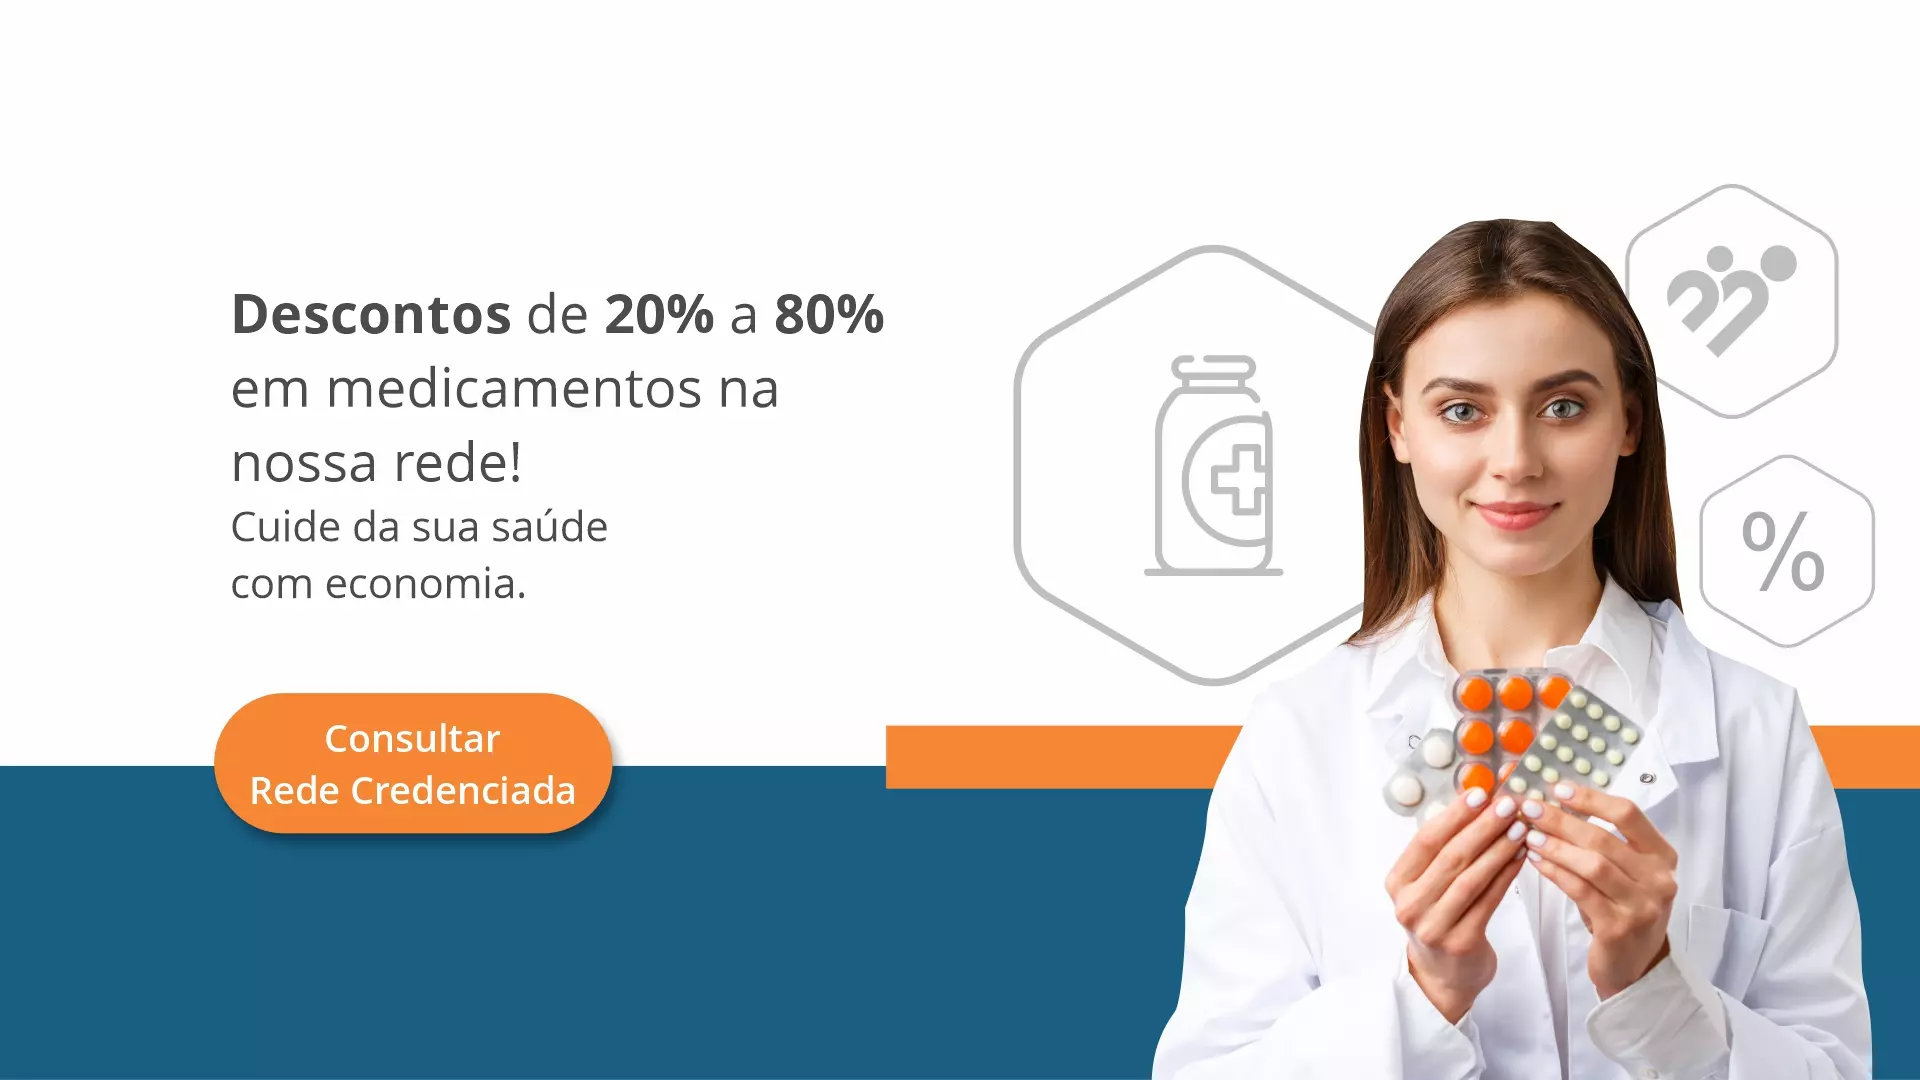 Descontos de 20% a 80%
em medicamentos na
nossa rede!
Cuide da sua saúde
com economia.
Consultar
Rede Credenciada
%